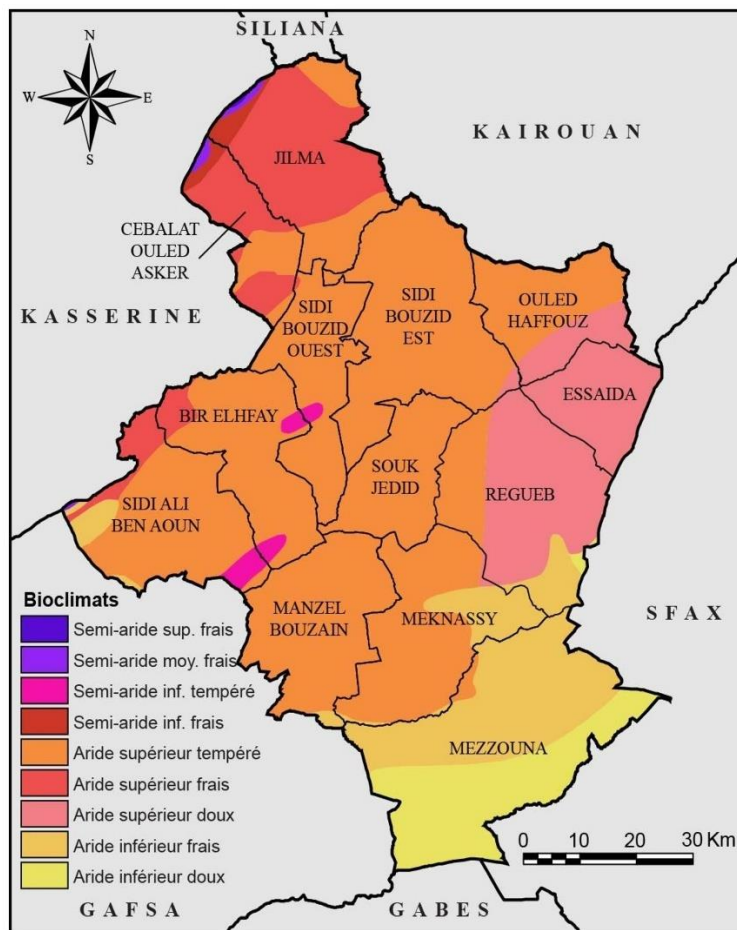 SILIANA
N
W E
S
KAIROUAN
JILMA
CEBALAT
OULED
ASKER
KASSERINE
SIDI
BOUZID
OUEST
SIDI
BOUZID
EST
OULED
HAFFOUZ
ESSAIDA
BIR ELHFAY
SOUK
JEDID
REGUEB
SIDI ALI
BEN AOUN
MANZEL
BOUZAIN
MEKNASSY
SFAX
MEZZOUNA
Bioclimats
Semi-aride sup. frais
Semi-aride moy. frais
Semi-aride inf. tempéré
Semi-aride inf. frais
Aride supérieur tempéré
Aride supérieur frais
Aride supérieur doux
Aride inférieur frais
Aride inférieur doux
0 10 20 30 Km
GAFSA
GABES